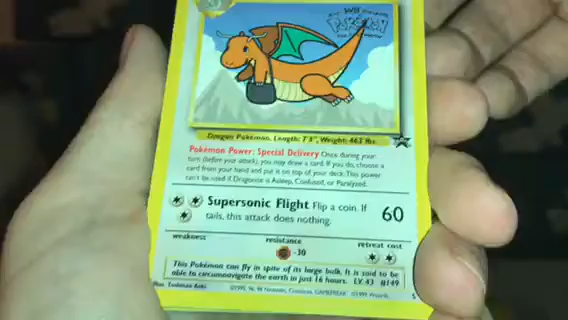 WB
POKéMON
Dragon Pokémon. Length: 7'3", Weight: 463 lbs.
Pokémon Power: Special Delivery Once during your
turn (before your attack), you may draw a card. If you do, choose a
card from your hand and put it on top of your deck. This power
can't be used if Dragonite is Asleep, Confused, or Paralyzed.
Supersonic Flight Flip a coin. If
tails, this attack does nothing.
60
weakness
resistance
retreat cost
-30
This Pokémon can fly in spite of its large bulk. It is said to be
able to circumnavigate the earth in just 16 hours. LV. 43 #149
Illus.
©1995, 96, 98 Nintendo, Creatures, GAMEFREAK. ©1999 Wizards.
5